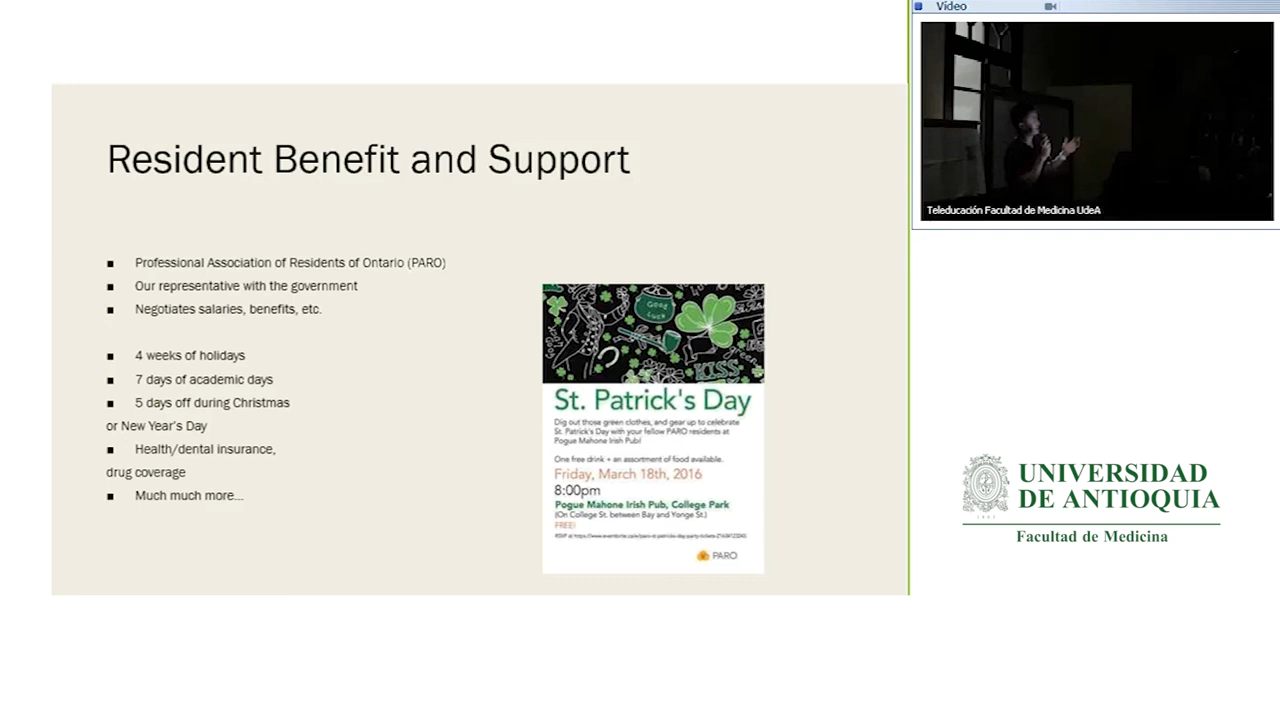 Vídeo
Teleducación Facultad de Medicina UdeA
Resident Benefit and Support
■ Professional Association of Residents of Ontario (PARO)
■ Our representative with the government
■ Negotiates salaries, benefits, etc.
■ 4 weeks of holidays
■ 7 days of academic days
■ 5 days off during Christmas
or New Year's Day
■ Health/dental insurance,
drug coverage
■ Much much more...
Good
Luck
KISS
St. Patrick's Day
Dig out those green clothes, and gear up to celebrate
St. Patrick's Day with your fellow PARO residents at
Pogue Mahone Irish Pub!
One free drink + an assortment of food available.
Friday, March 18th, 2016
8:00pm
Pogue Mahone Irish Pub, College Park
(On College St. between Bay and Yonge St.)
FREE!
RSVP at
PARO
UNIVERSIDAD
DE ANTIOQUIA
Facultad de Medicina